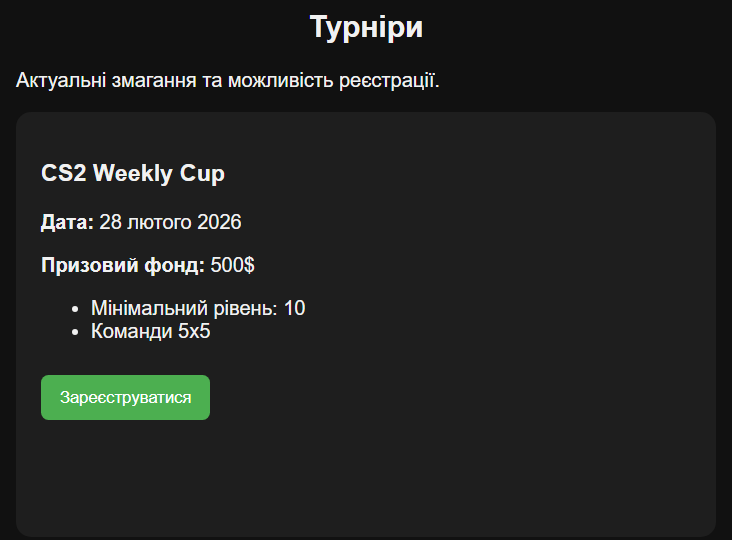 Турніри
Актуальні змагання та можливість реєстрації.
CS2 Weekly Cup
Дата: 28 лютого 2026
Призовий фонд: 500$
• Мінімальний рівень: 10
• Команди 5x5
Зареєструватися